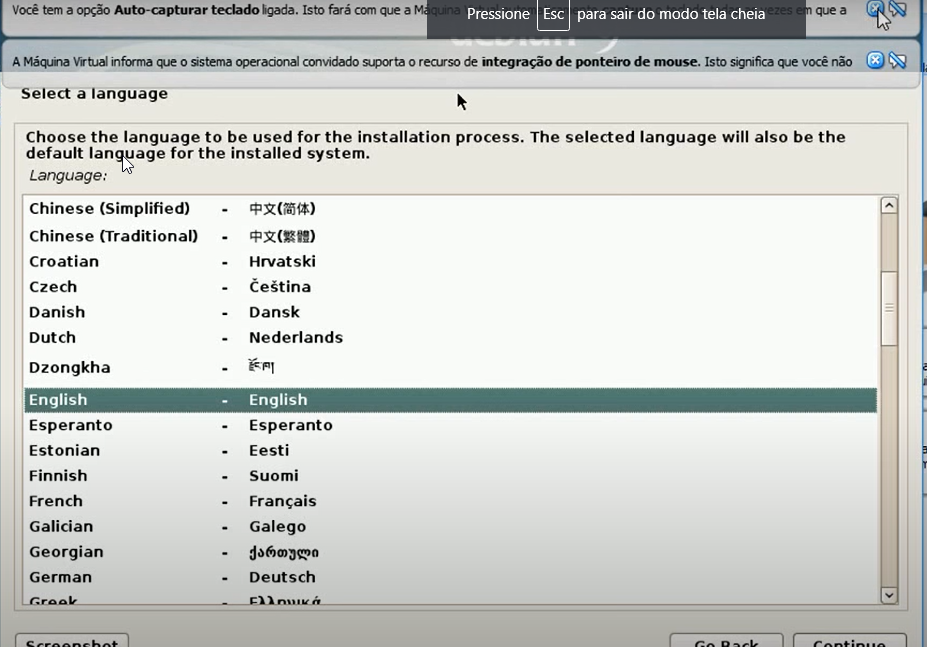 Você tem a opção Auto-capturar teclado ligada. Isto fará com que a Máquina Virtual em que a
Pressione Esc para sair do modo tela cheia
debian
A Máquina Virtual informa que o sistema operacional convidado suporta o recurso de integração de ponteiro de mouse. Isto significa que você não
Select a language
Choose the language to be used for the installation process. The selected language will also be the
default language for the installed system.
Language:
Chinese (Simplified) - 中文(简体)
Chinese (Traditional) - 中文(繁體)
Croatian - Hrvatski
Czech - Čeština
Danish - Dansk
Dutch - Nederlands
Dzongkha - རྫོང་ཁ།
English - English
Esperanto - Esperanto
Estonian - Eesti
Finnish - Suomi
French - Français
Galician - Galego
Georgian - ქართული
German - Deutsch
Greek - Ελληνικά
Screenshot Go Back Continue